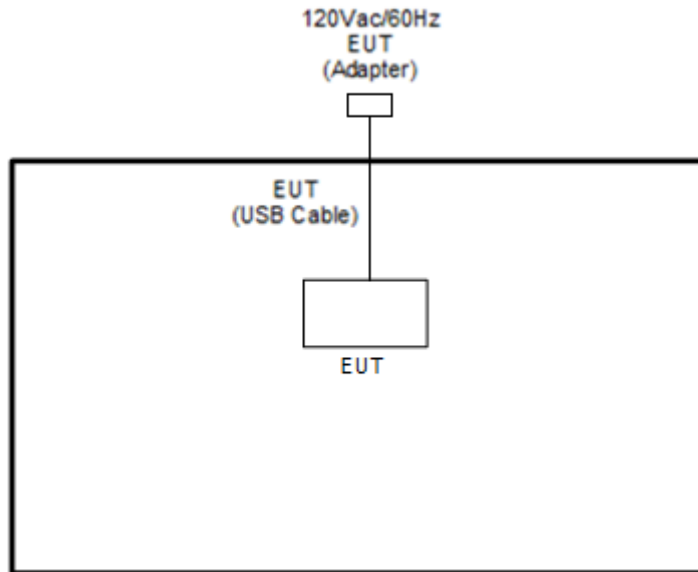 120Vac/60Hz
EUT
(Adapter)
EUT
(USB Cable)
EUT